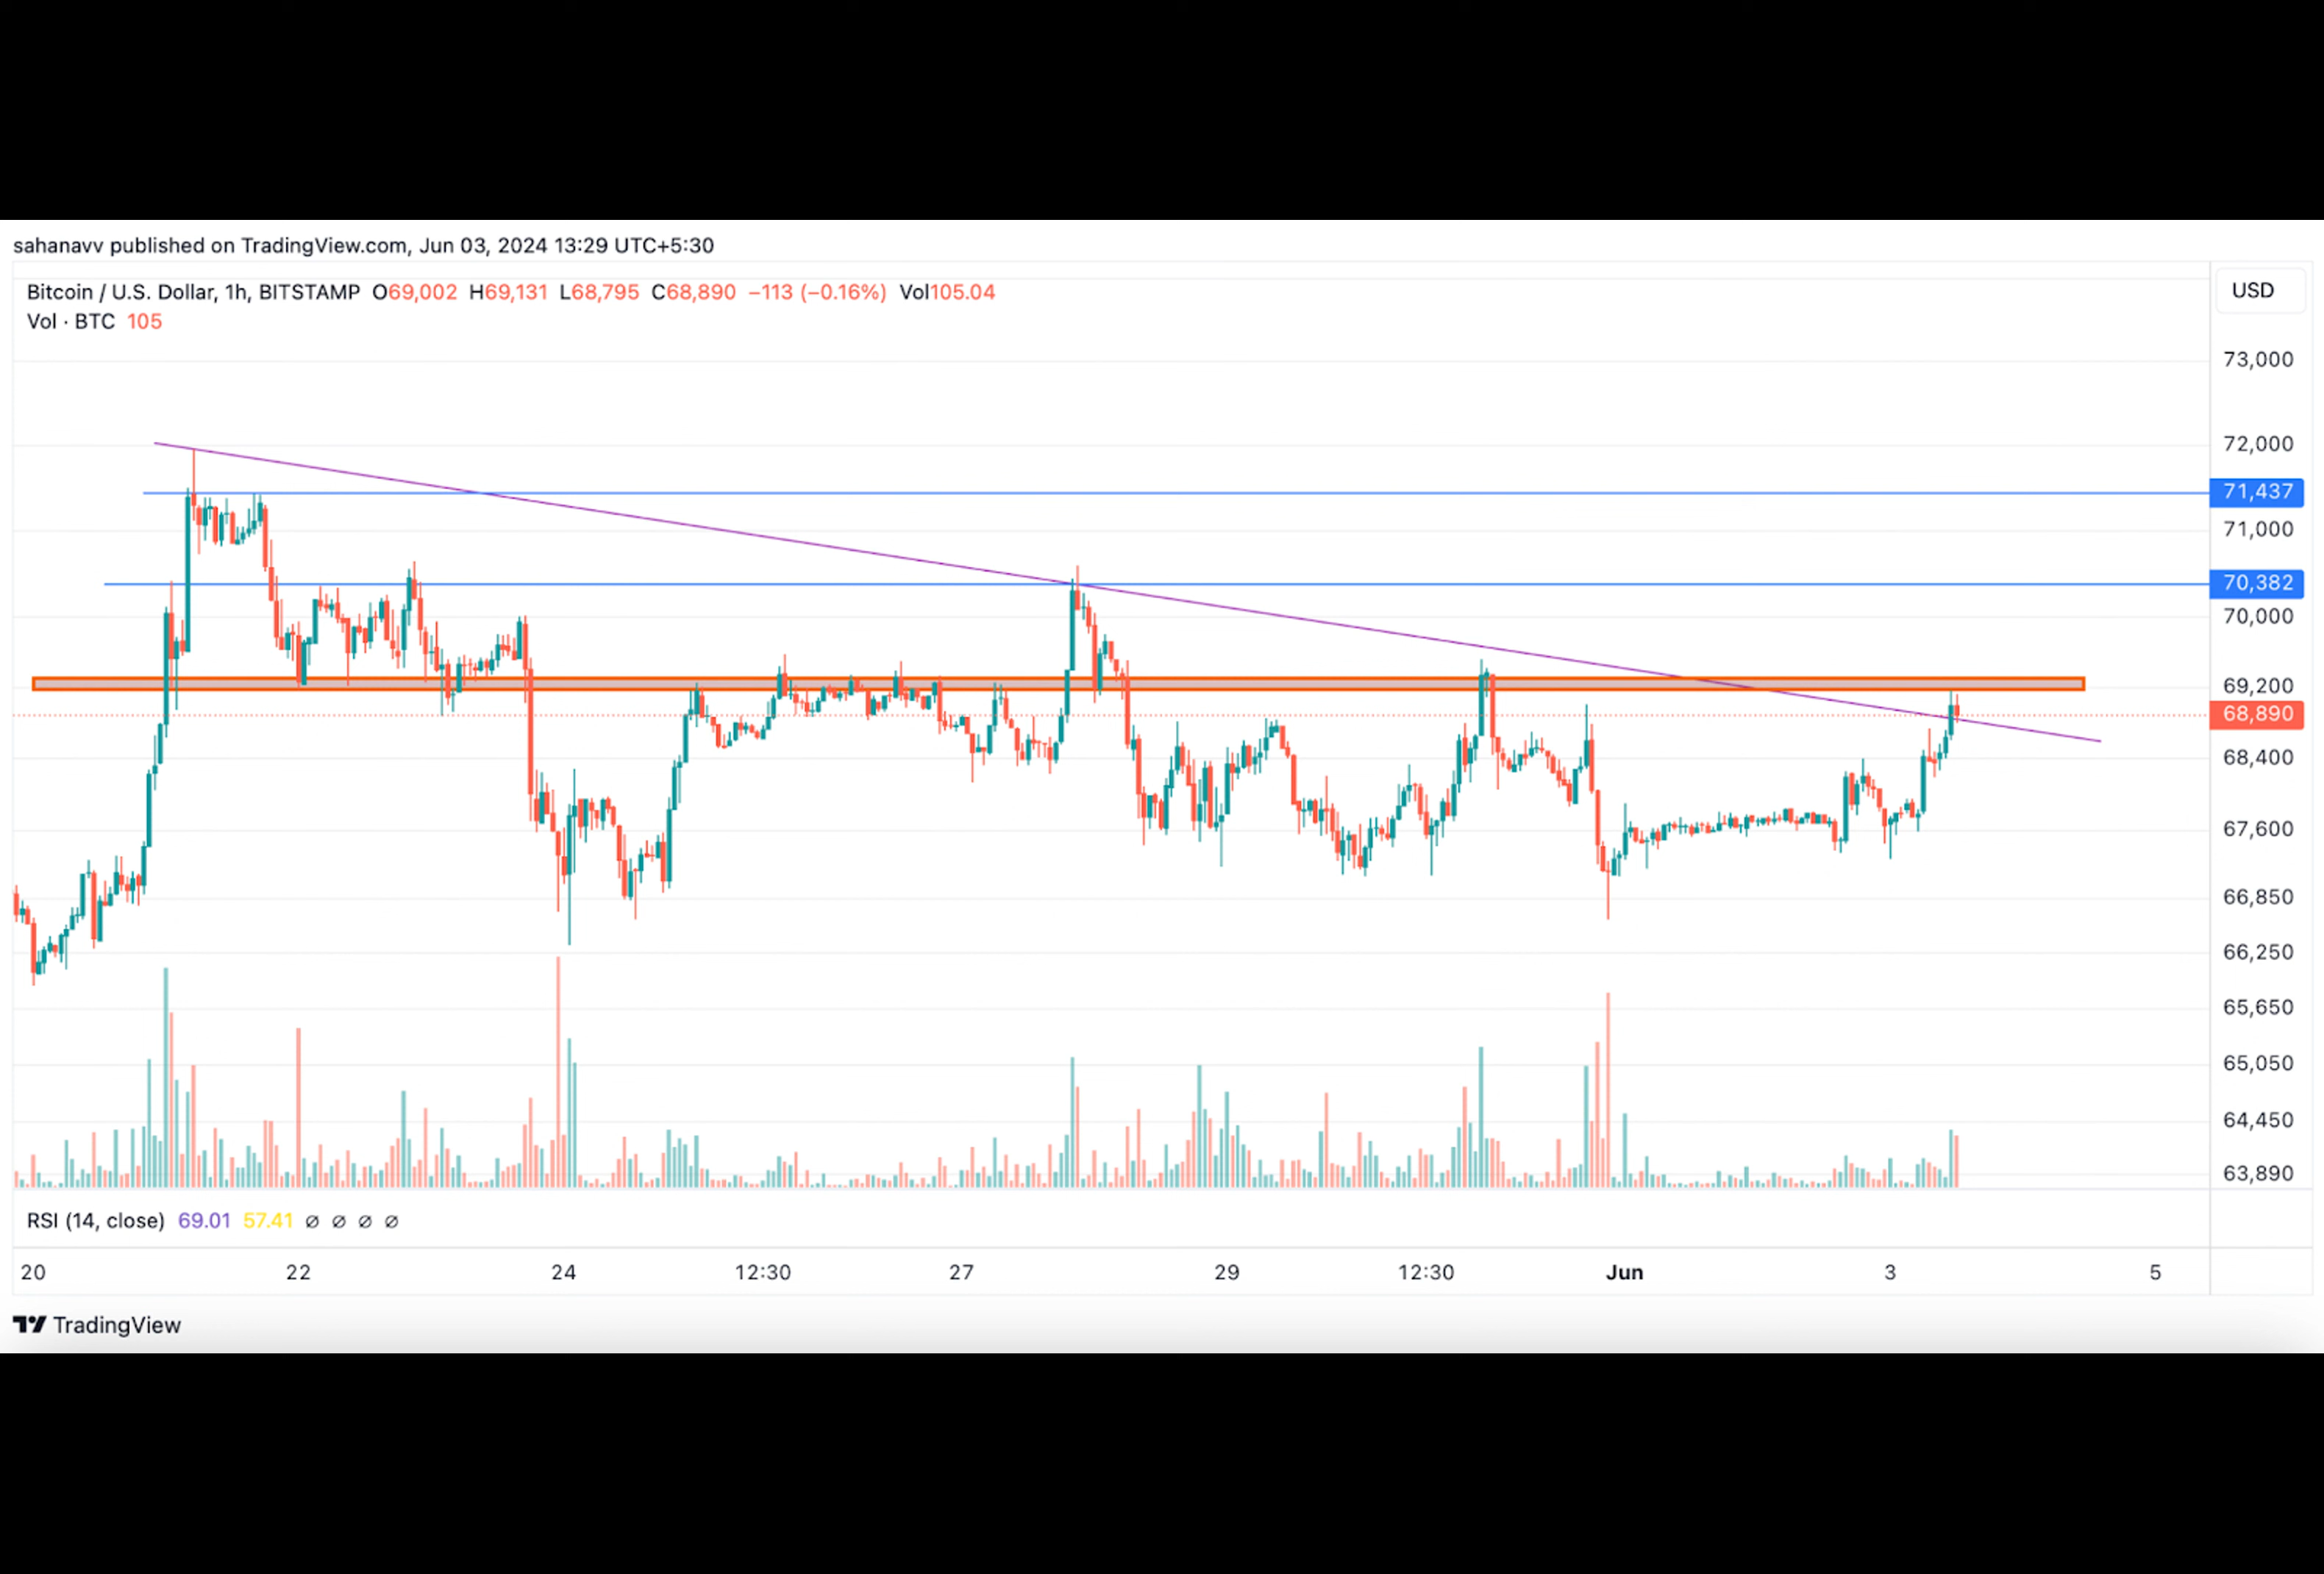 sahanavv published on TradingView.com, Jun 03, 2024 13:29 UTC+5:30
Bitcoin / U.S. Dollar, 1h, BITSTAMP O69,002 H69,131 L68,795 C68,890 −113 (−0.16%) Vol105.04
USD
Vol · BTC 105
73,000
72,000
71,437
71,000
70,382
70,000
69,200
68,890
68,400
67,600
66,850
66,250
65,650
65,050
64,450
63,890
RSI (14, close) 69.01 57.41 ∅ ∅ ∅ ∅
20 22 24 12:30 27 29 12:30 Jun 3 5
TradingView